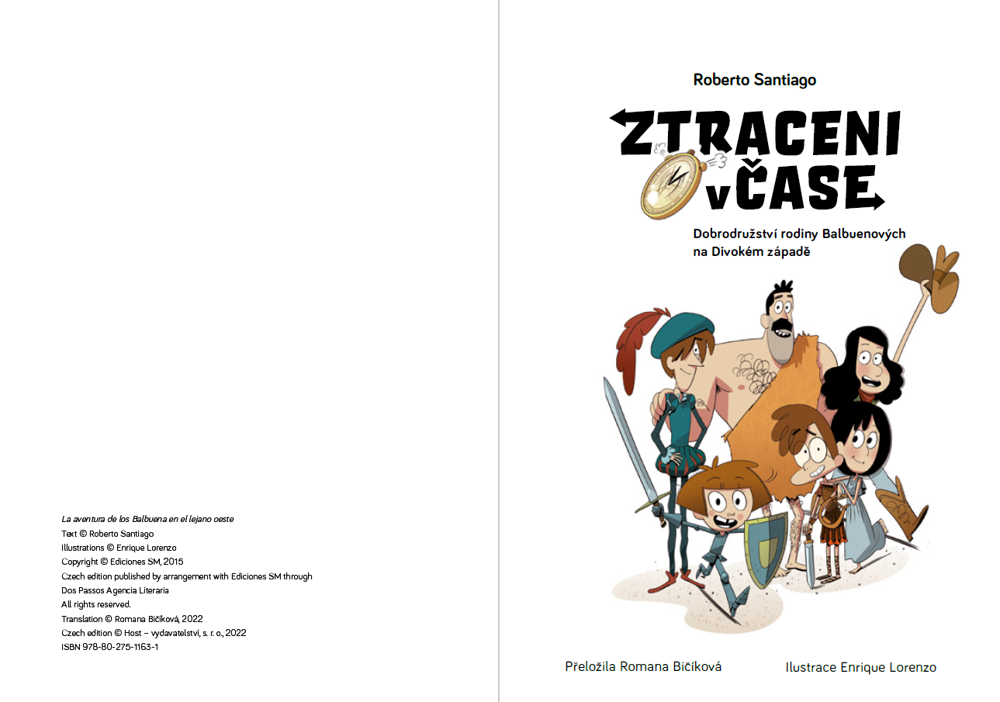 La aventura de los Balbuena en el lejano oeste
Text © Roberto Santiago
Illustrations © Enrique Lorenzo
Copyright © Ediciones SM, 2015
Czech edition published by arrangement with Ediciones SM through
Dos Passos Agencia Literaria
All rights reserved.
Translation © Romana Bičíková, 2022
Czech edition © Host – vydavatelství, s. r. o., 2022
ISBN 978-80-275-1163-1
Roberto Santiago
ZTRACENI
v ČASE
Dobrodružství rodiny Balbuenových
na Divokém západě
Přeložila Romana Bičíková
Ilustrace Enrique Lorenzo